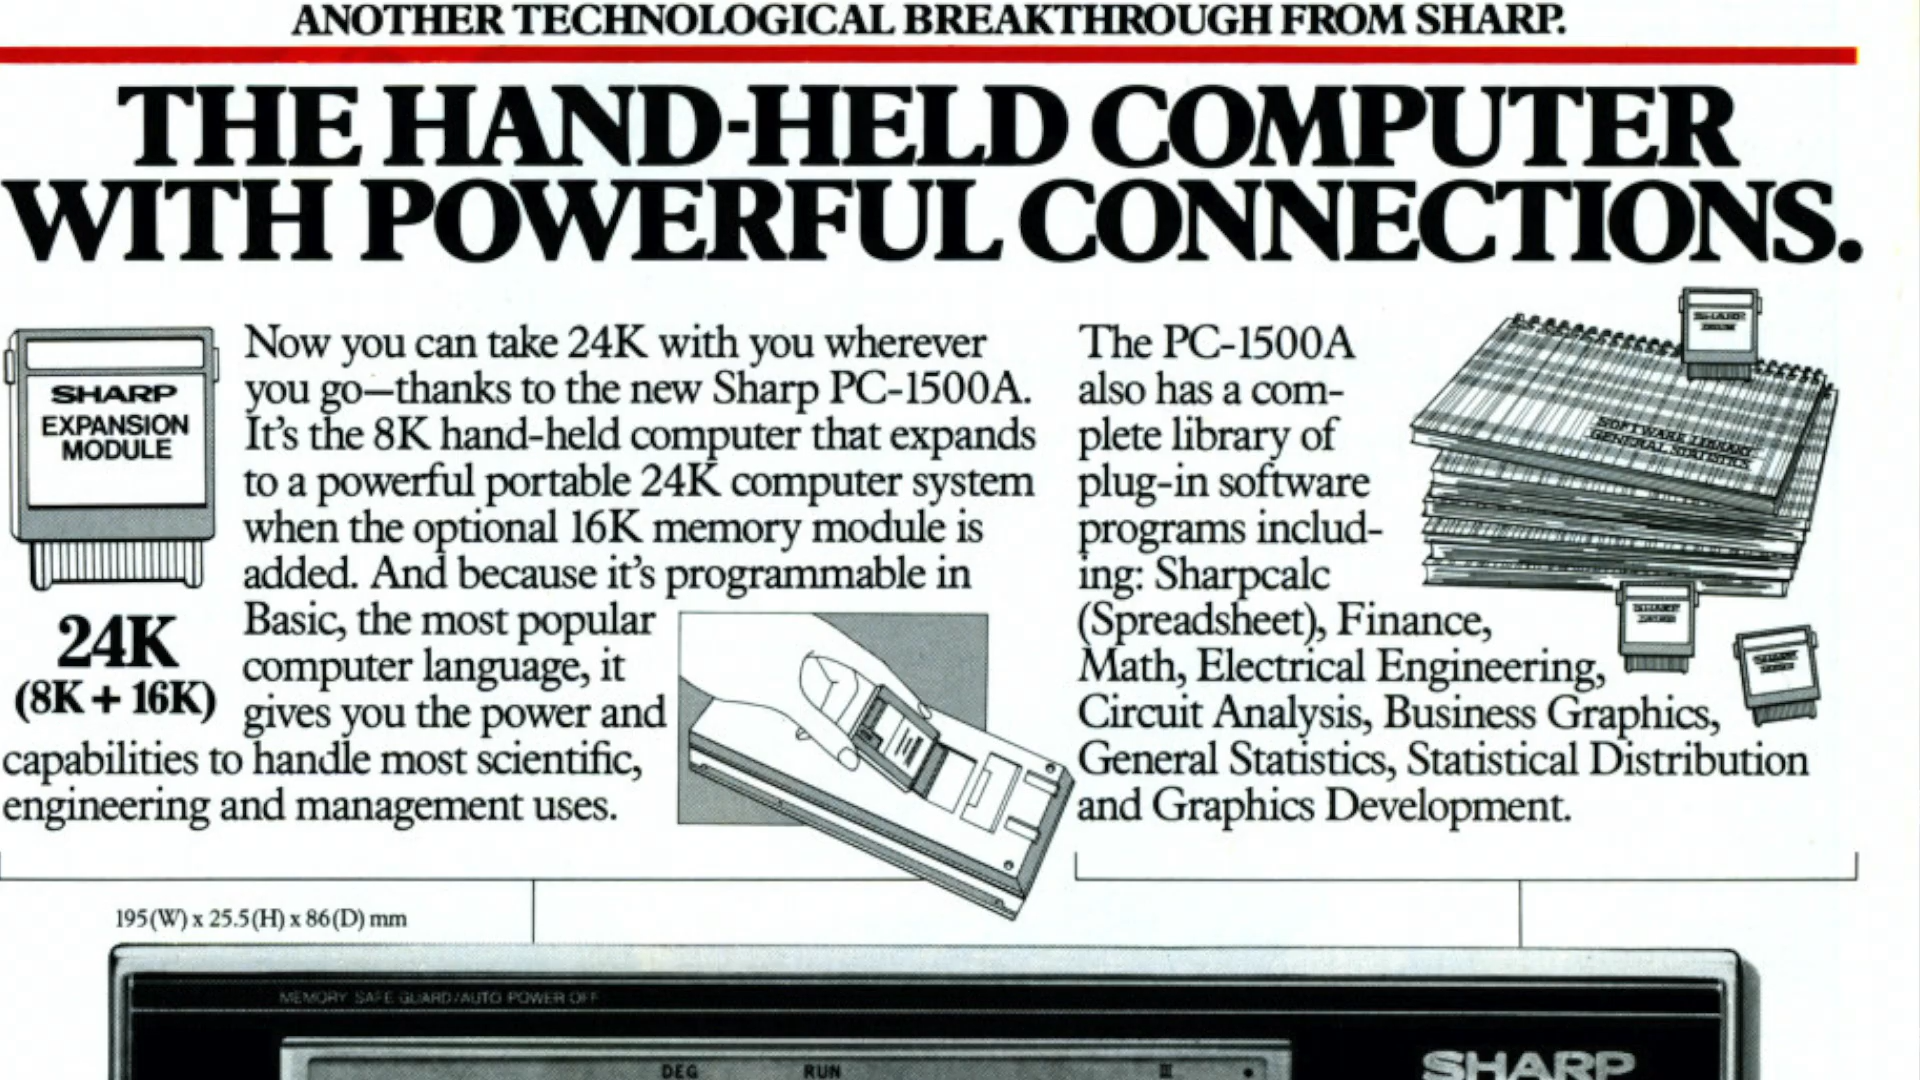 ANOTHER TECHNOLOGICAL BREAKTHROUGH FROM SHARP.
THE HAND-HELD COMPUTER
WITH POWERFUL CONNECTIONS.
SHARP
EXPANSION
MODULE
24K
(8K + 16K)
Now you can take 24K with you wherever
you go—thanks to the new Sharp PC-1500A.
It's the 8K hand-held computer that expands
to a powerful portable 24K computer system
when the optional 16K memory module is
added. And because it's programmable in
Basic, the most popular
computer language, it
gives you the power and
capabilities to handle most scientific,
engineering and management uses.
The PC-1500A
also has a com-
plete library of
plug-in software
programs includ-
ing: Sharpcalc
(Spreadsheet), Finance,
Math, Electrical Engineering,
Circuit Analysis, Business Graphics,
General Statistics, Statistical Distribution
and Graphics Development.
SHARP
SOFTWARE LIBRARY
GENERAL STATISTICS
SHARP
SHARP
195(W) x 25.5(H) x 86(D) mm
MEMORY SAFE GUARD/AUTO POWER OFF
DEG RUN III
SHARP